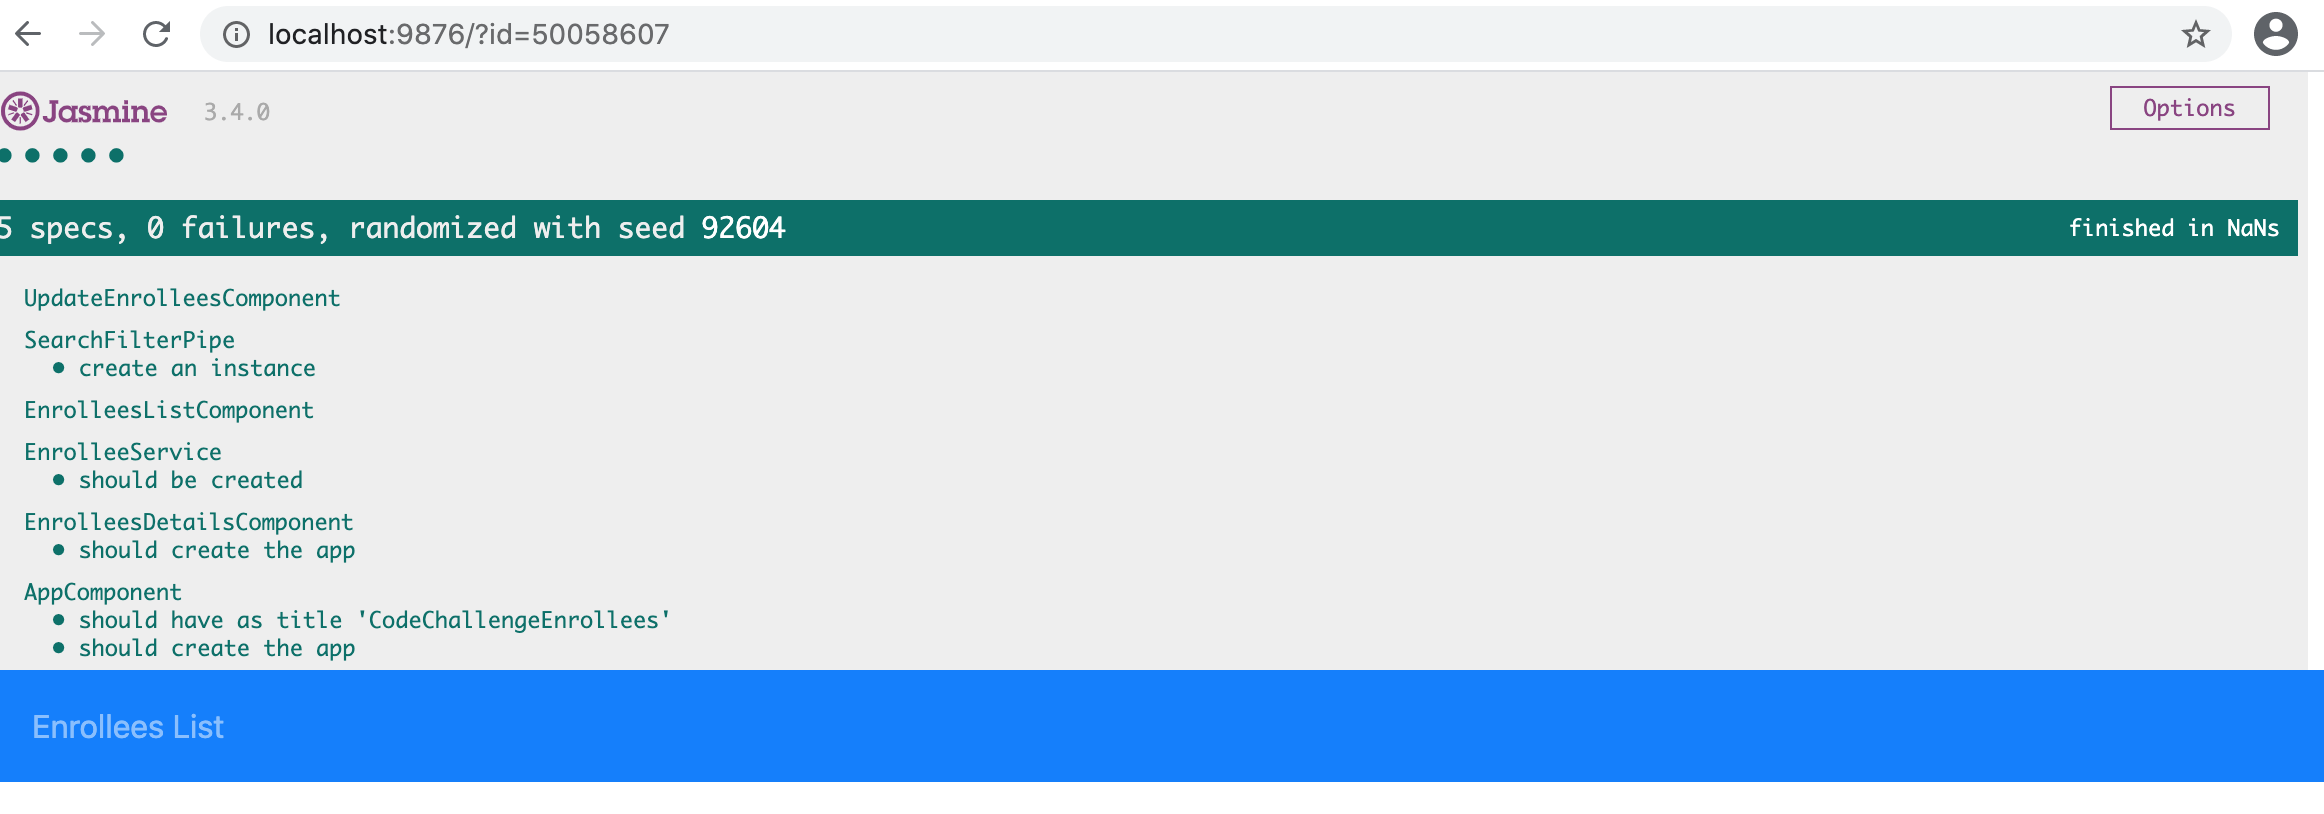 localhost:9876/?id=50058607
Jasmine 3.4.0 Options
5 specs, 0 failures, randomized with seed 92604 finished in NaNs
UpdateEnrolleesComponent
SearchFilterPipe
• create an instance
EnrolleesListComponent
EnrolleeService
• should be created
EnrolleesDetailsComponent
• should create the app
AppComponent
• should have as title 'CodeChallengeEnrollees'
• should create the app
Enrollees List